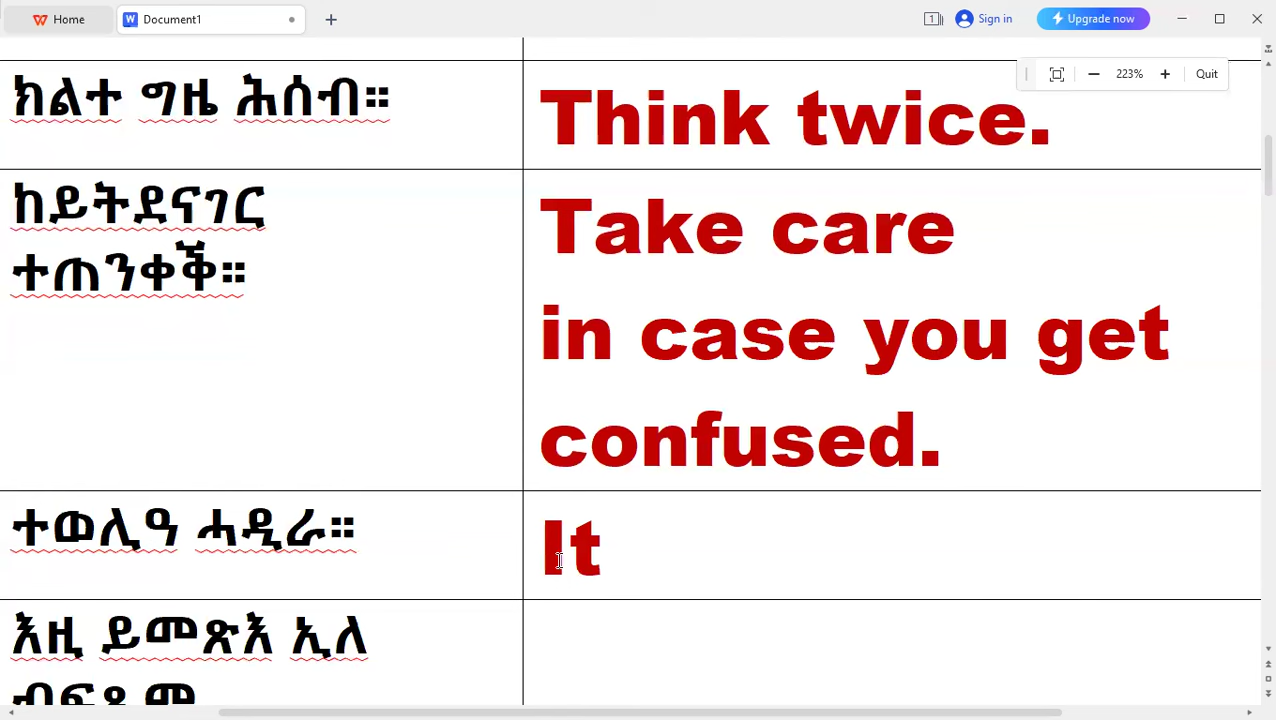 Home
Document1
1
Sign in
Upgrade now
223%
Quit
ክልተ ግዜ ሕሰብ።
Think twice.
ከይትደናገር
ተጠንቀቕ።
Take care
in case you get
confused.
ተወሊዓ ሓዲራ።
It
እዚ ይመጽእ ኢለ